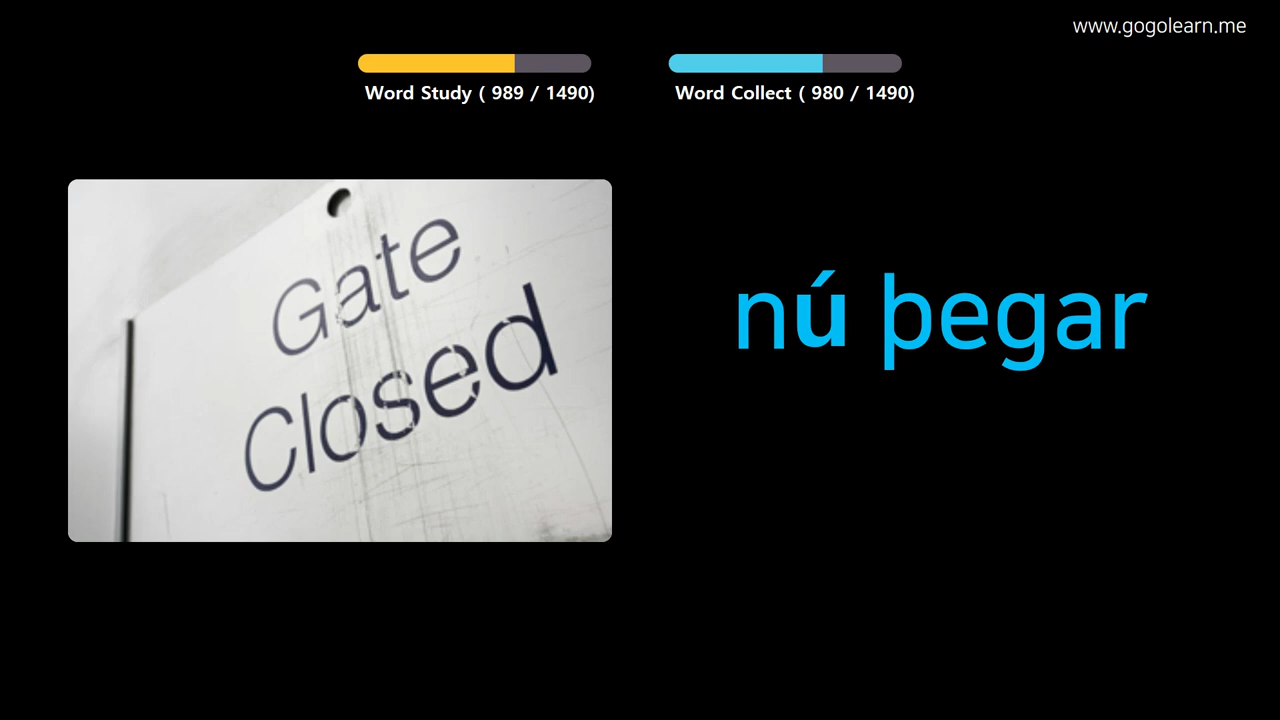 www.gogolearn.me
Word Study ( 989 / 1490)
Word Collect ( 980 / 1490)
Gate
Closed
nú þegar